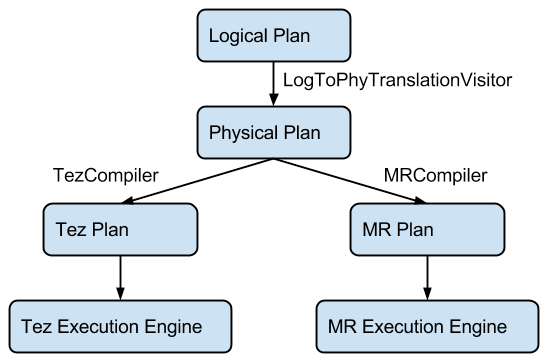 Logical Plan
LogToPhyTranslationVisitor
Physical Plan
TezCompiler
MRCompiler
Tez Plan
MR Plan
Tez Execution Engine
MR Execution Engine